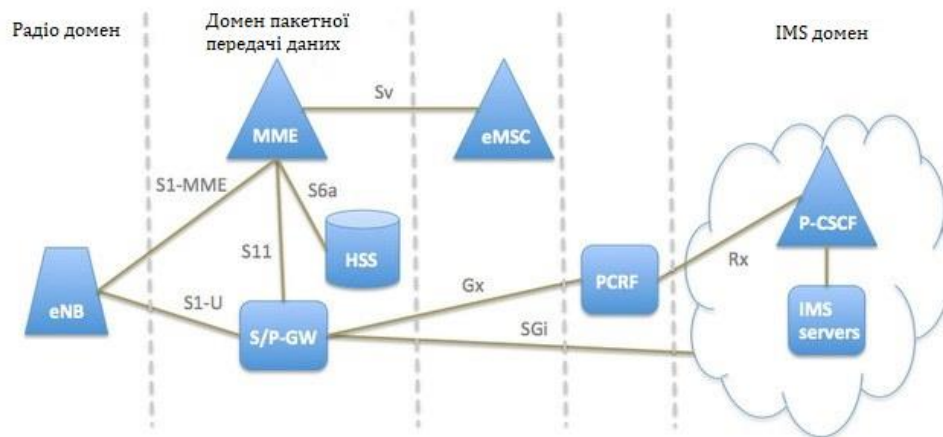 Радіо домен
Домен пакетної
передачі даних
IMS домен
Sv
MME
eMSC
S1-MME
S6a
P-CSCF
S11
HSS
Rx
Gx
PCRF
eNB
S1-U
S/P-GW
SGi
IMS
servers